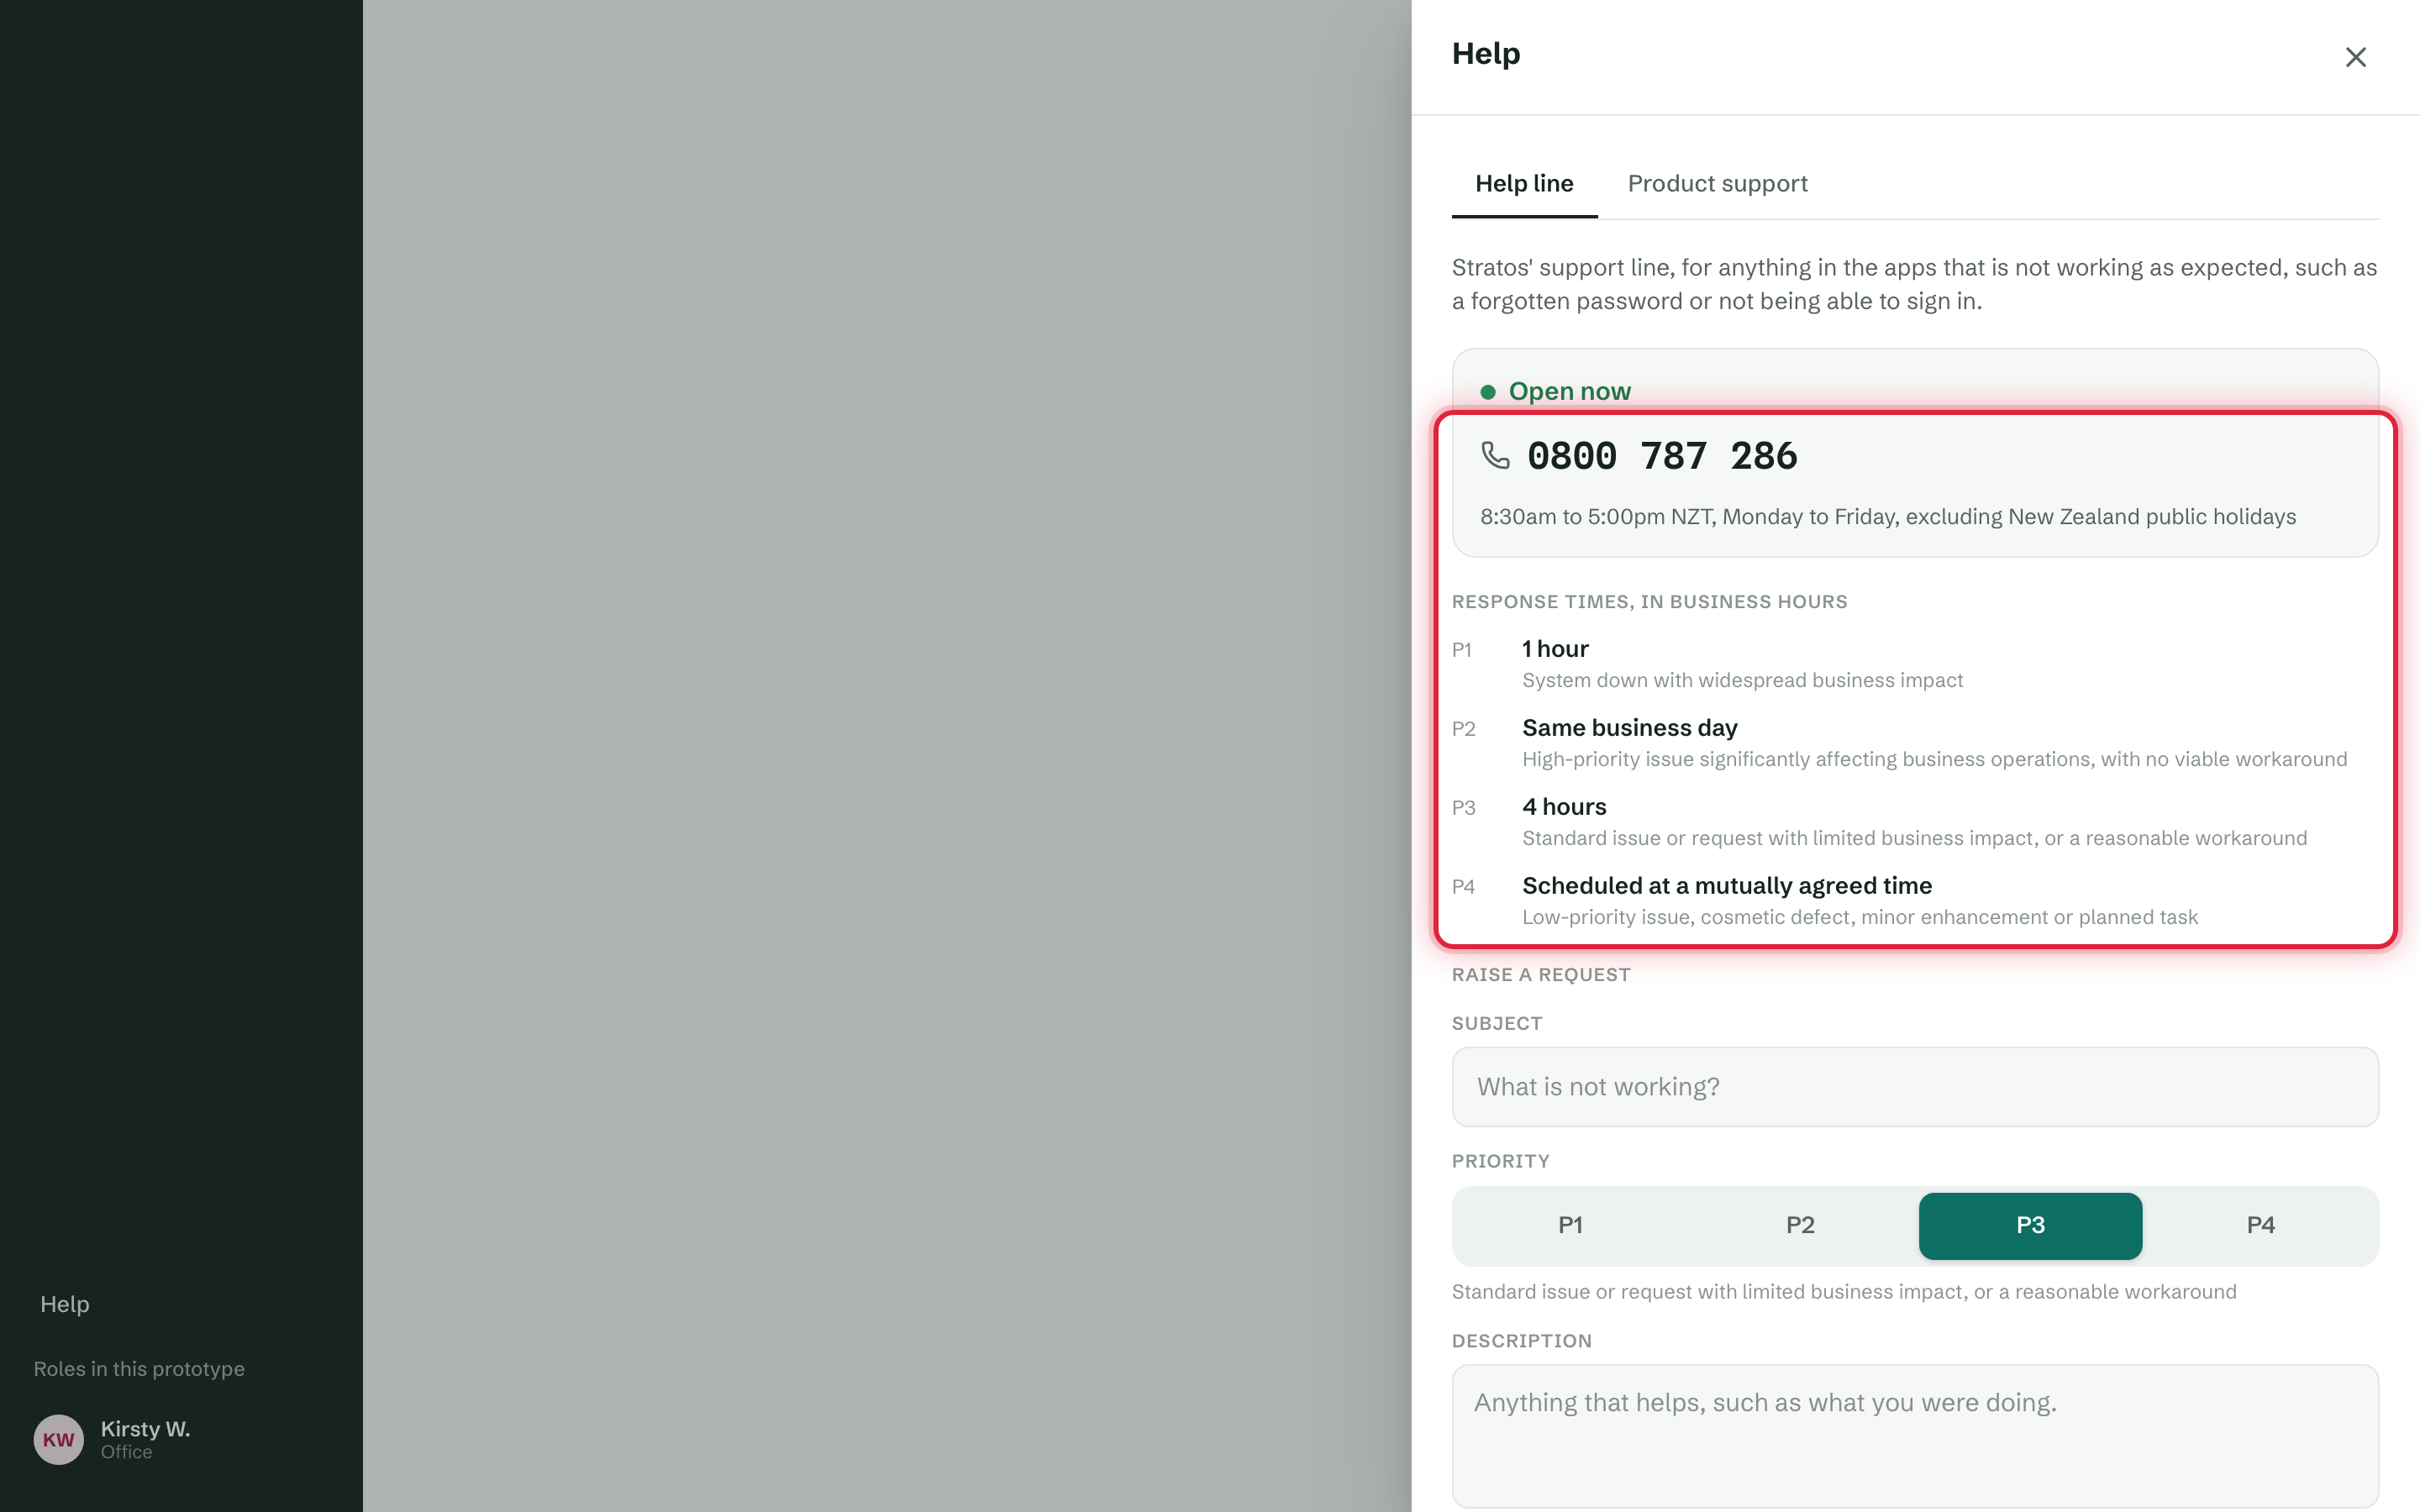 Help
Help line
Product support
Stratos' support line, for anything in the apps that is not working as expected, such as
a forgotten password or not being able to sign in.
Open now
0800 787 286
8:30am to 5:00pm NZT, Monday to Friday, excluding New Zealand public holidays
RESPONSE TIMES, IN BUSINESS HOURS
P1 1 hour
System down with widespread business impact
P2 Same business day
High-priority issue significantly affecting business operations, with no viable workaround
P3 4 hours
Standard issue or request with limited business impact, or a reasonable workaround
P4 Scheduled at a mutually agreed time
Low-priority issue, cosmetic defect, minor enhancement or planned task
RAISE A REQUEST
SUBJECT
What is not working?
PRIORITY
P1 P2 P3 P4
Standard issue or request with limited business impact, or a reasonable workaround
DESCRIPTION
Anything that helps, such as what you were doing.
Help
Roles in this prototype
KW
Kirsty W.
Office